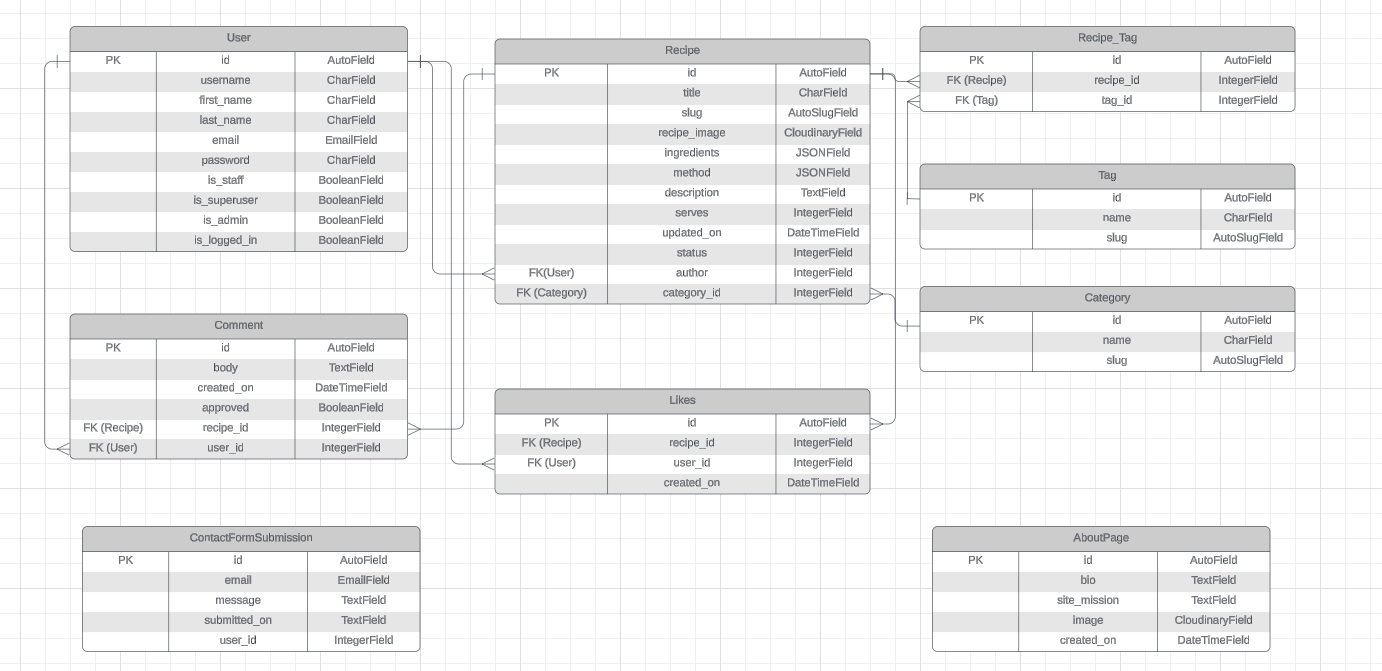 User
PK id AutoField
username CharField
first_name CharField
last_name CharField
email EmailField
password CharField
is_staff BooleanField
is_superuser BooleanField
is_admin BooleanField
is_logged_in BooleanField
Recipe
PK id AutoField
title CharField
slug AutoSlugField
recipe_image CloudinaryField
ingredients JSONField
method JSONField
description TextField
serves IntegerField
updated_on DateTimeField
status IntegerField
FK(User) author IntegerField
FK (Category) category_id IntegerField
Recipe_Tag
PK id AutoField
FK (Recipe) recipe_id IntegerField
FK (Tag) tag_id IntegerField
Tag
PK id AutoField
name CharField
slug AutoSlugField
Category
PK id AutoField
name CharField
slug AutoSlugField
Comment
PK id AutoField
body TextField
created_on DateTimeField
approved BooleanField
FK (Recipe) recipe_id IntegerField
FK (User) user_id IntegerField
Likes
PK id AutoField
FK (Recipe) recipe_id IntegerField
FK (User) user_id IntegerField
created_on DateTimeField
ContactFormSubmission
PK id AutoField
email EmailField
message TextField
submitted_on TextField
user_id IntegerField
AboutPage
PK id AutoField
bio TextField
site_mission TextField
image CloudinaryField
created_on DateTimeField